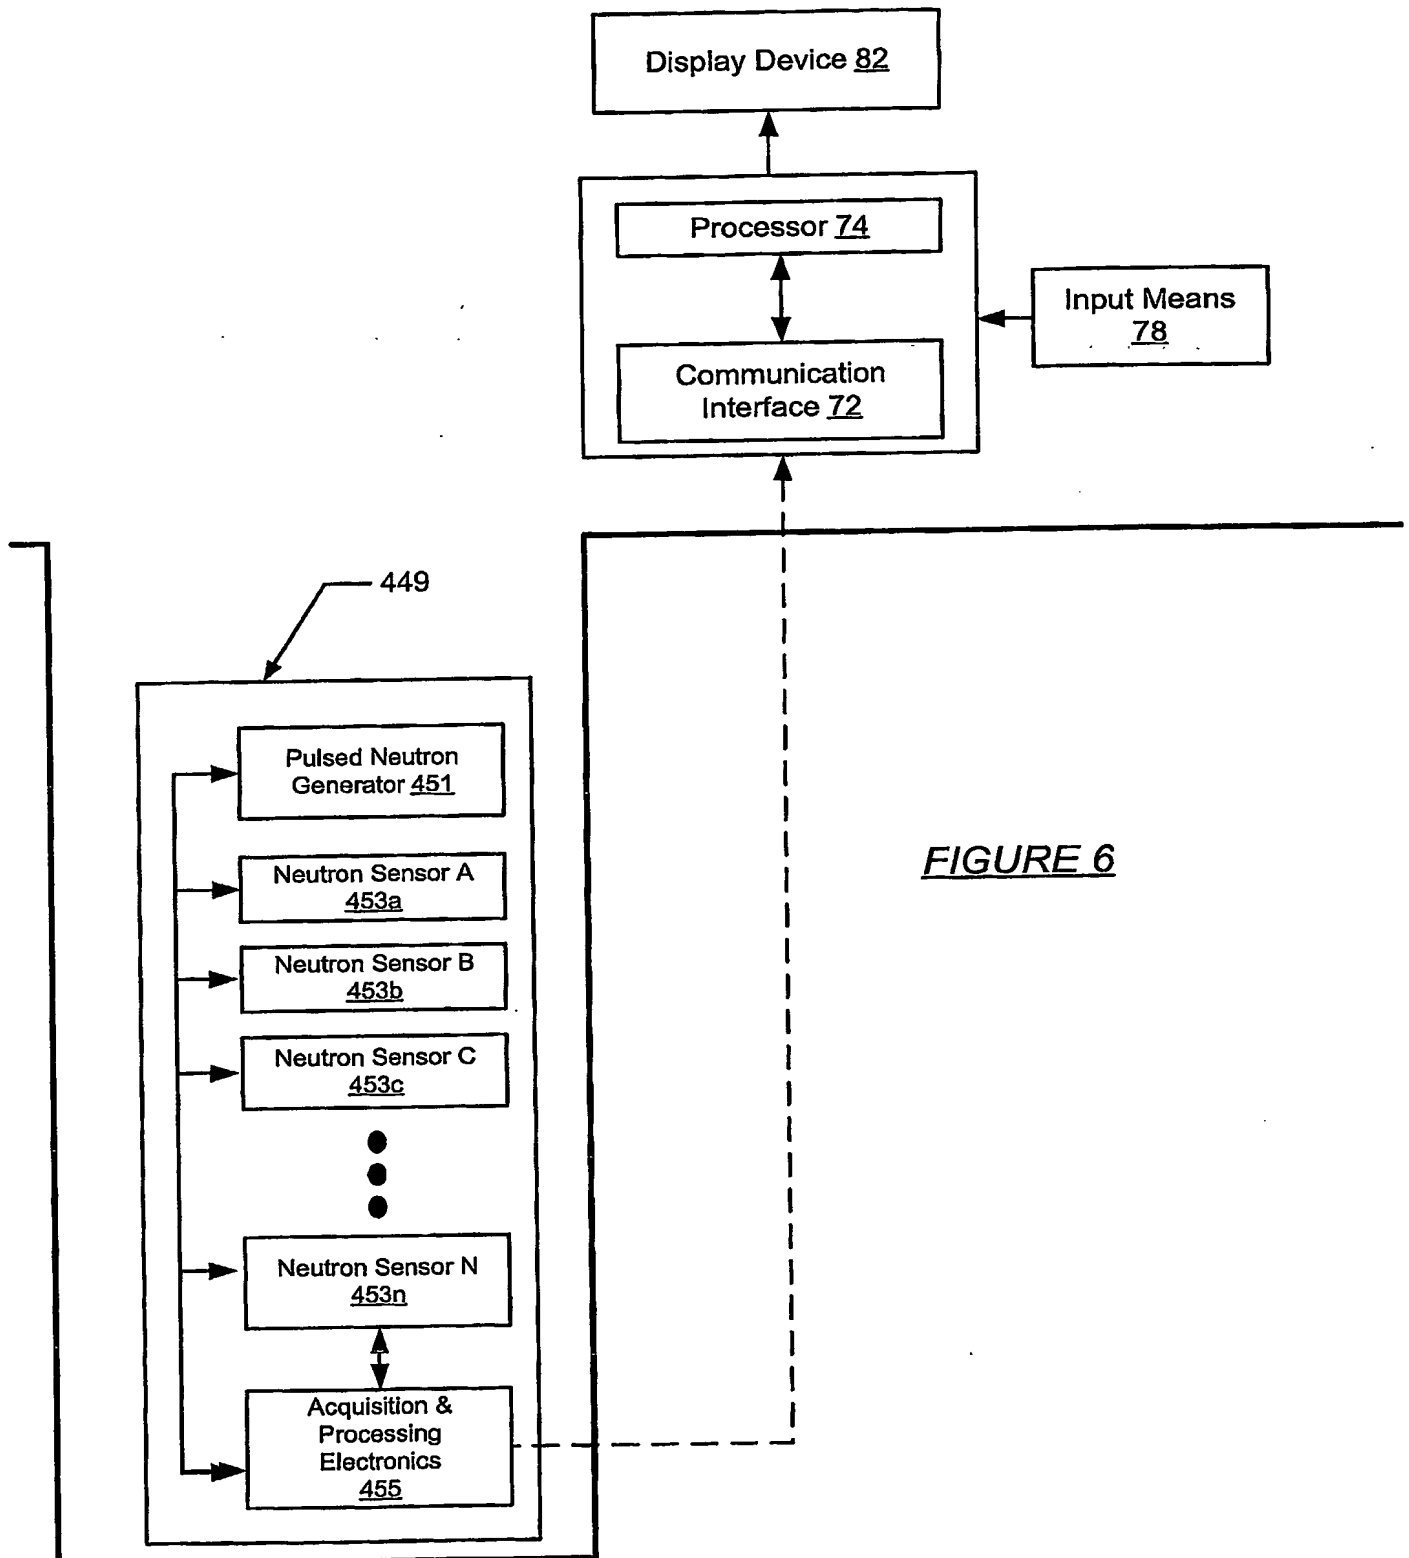 Display Device 82
Processor 74
Input Means
78
Communication
Interface 72
449
Pulsed Neutron
Generator 451
Neutron Sensor A
453a
Neutron Sensor B
453b
Neutron Sensor C
453c
Neutron Sensor N
453n
Acquisition &
Processing
Electronics
455
FIGURE 6